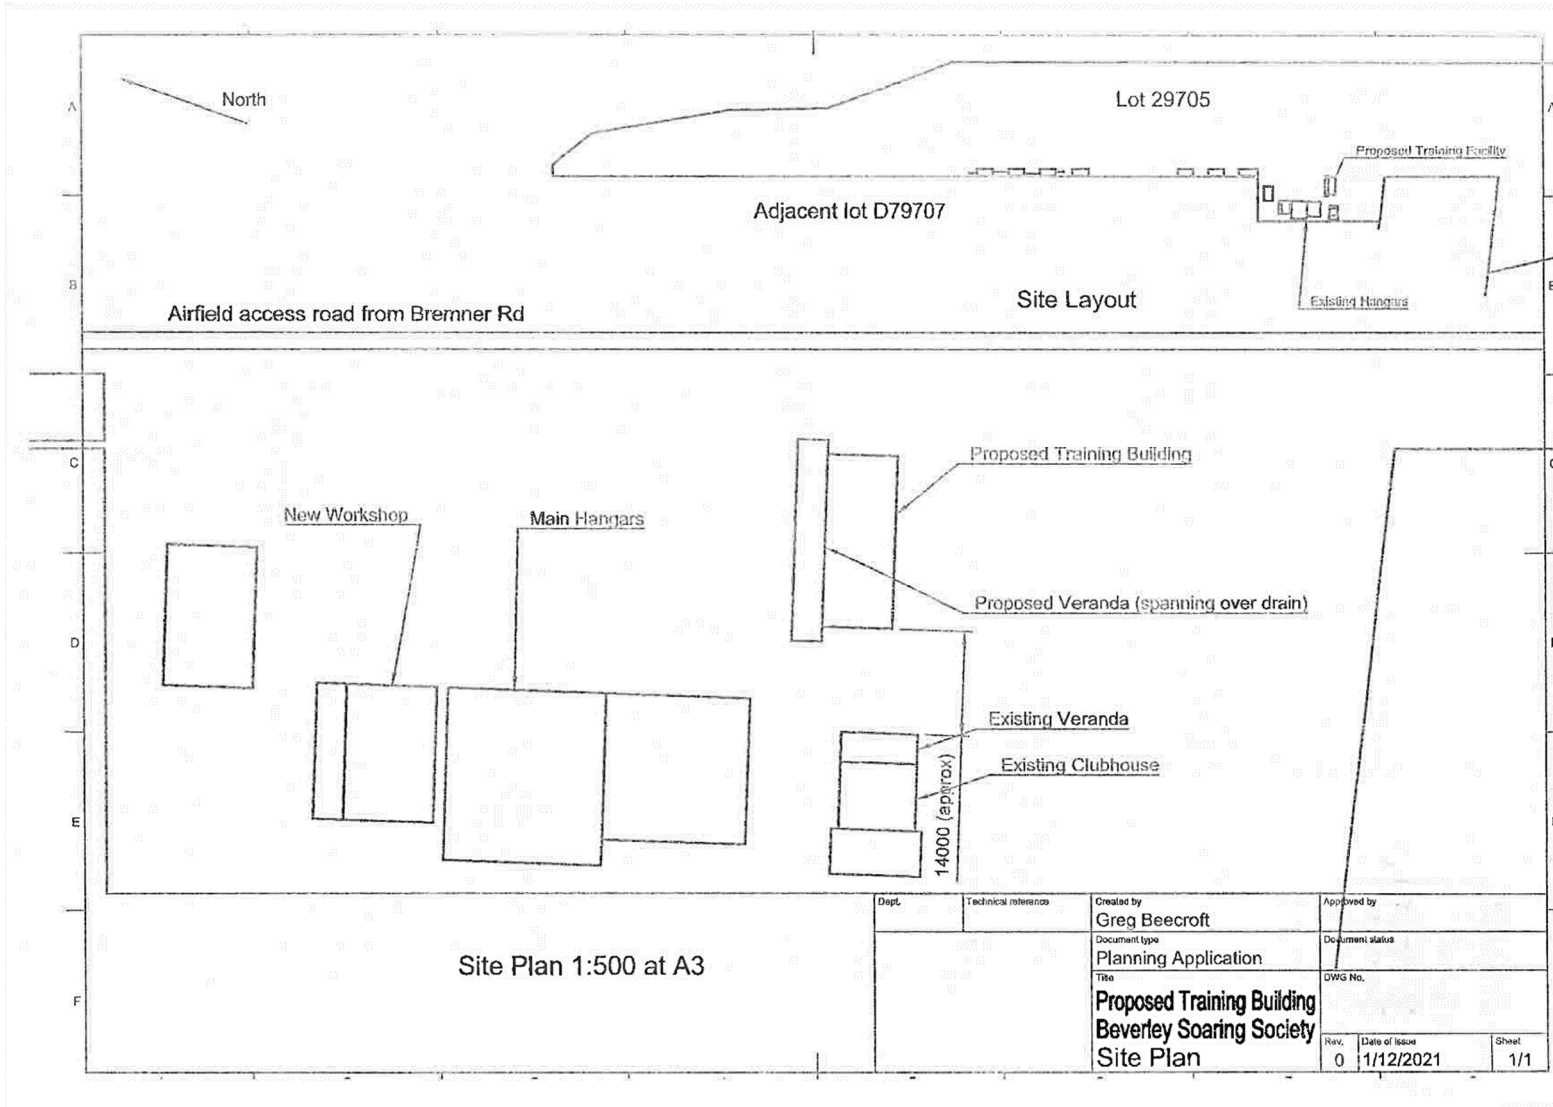 North
Lot 29705
A
A
Proposed Training Facility
Adjacent lot D79707
B
Site Layout
Existing Hangars
Airfield access road from Bremner Rd
C
Proposed Training Building
New Workshop
Main Hangars
Proposed Veranda (spanning over drain)
D
Existing Veranda
Existing Clubhouse
14000 (approx)
E
Dept.
Technical reference
Created by
Greg Beecroft
Approved by
Document type
Planning Application
Document status
Site Plan 1:500 at A3
Title
Proposed Training Building
Beverley Soaring Society
Site Plan
DWG No.
F
Rev.
0
Date of issue
1/12/2021
Sheet
1/1